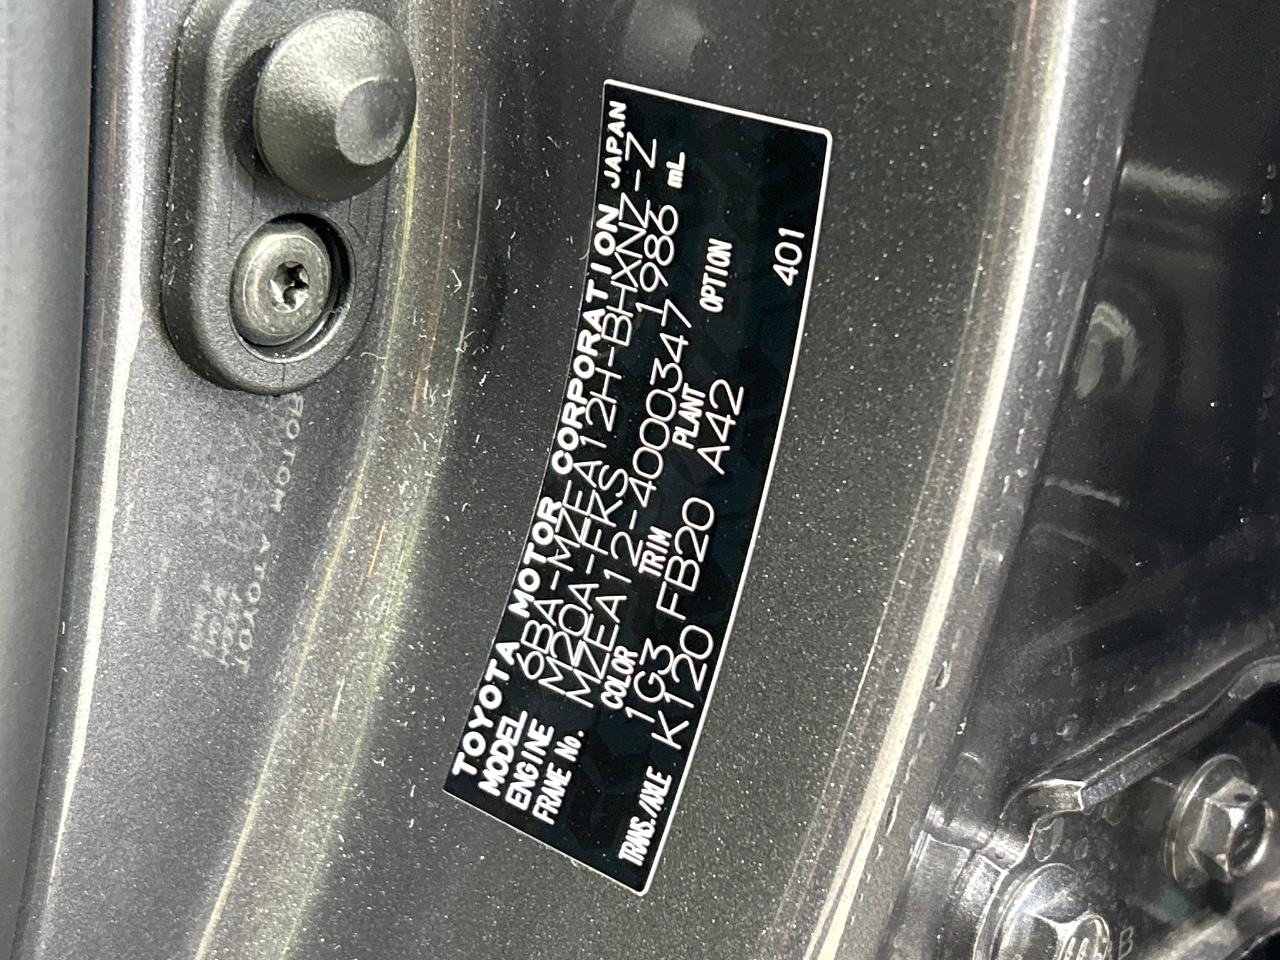 TOYOTA MOTOR CORPORATION JAPAN
MODEL 6BA-MZEA12H-BHXNZ-Z
ENGINE M20A-FKS 1986 mL
FRAME No. MZEA12-4000347
COLOR TRIM PLANT OPTION
1G3 FB20 A42
TRANS./AXLE K120 401